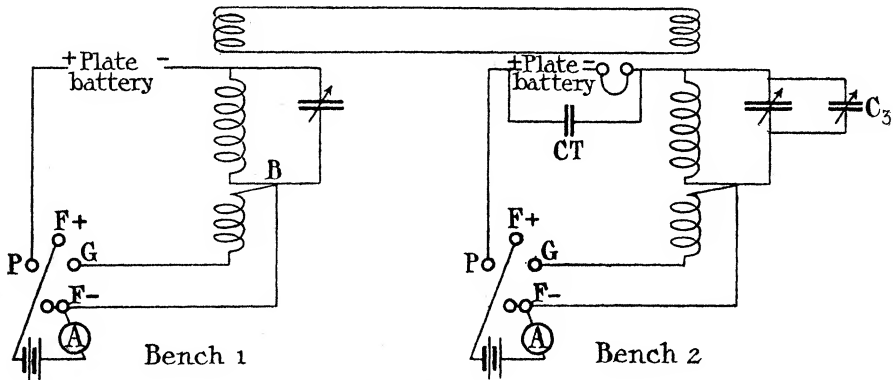 +Plate -
battery
+Plate=
battery
CT
C3
B
F+
P
G
F-
A
Bench 1
F+
P
G
F-
A
Bench 2